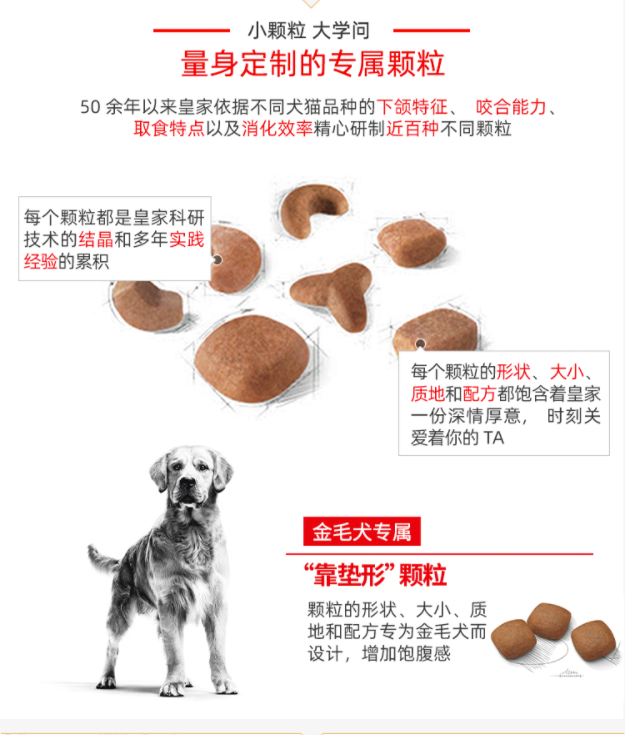 小颗粒 大学问
量身定制的专属颗粒
50 余年以来皇家依据不同犬猫品种的下颌特征、 咬合能力、
取食特点以及消化效率精心研制近百种不同颗粒
每个颗粒都是皇家科研
技术的结晶和多年实践
经验的累积
每个颗粒的形状、大小、
质地和配方都饱含着皇家
一份深情厚意， 时刻关
爱着你的 TA
金毛犬专属
“靠垫形” 颗粒
颗粒的形状、大小、质
地和配方专为金毛犬而
设计，增加饱腹感